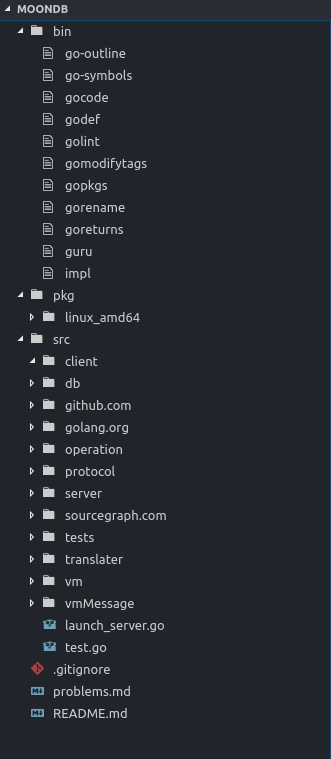 MOONDB
bin
go-outline
go-symbols
gocode
godef
golint
gomodifytags
gopkgs
gorename
goreturns
guru
impl
pkg
linux_amd64
src
client
db
github.com
golang.org
operation
protocol
server
sourcegraph.com
tests
translater
vm
vmMessage
launch_server.go
test.go
.gitignore
problems.md
README.md